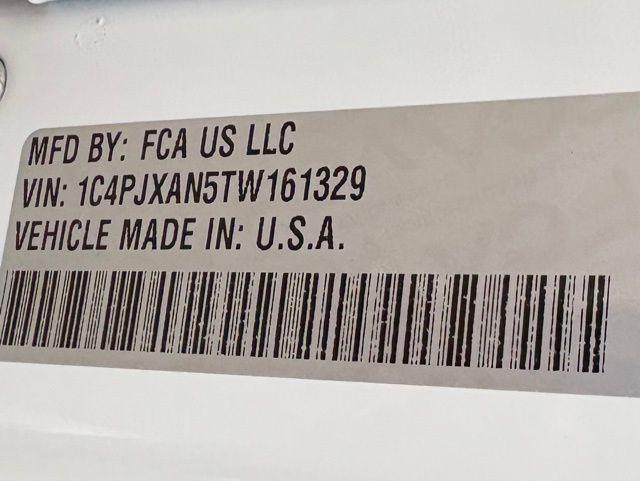 MFD BY: FCA US LLC
VIN: 1C4PJXAN5TW161329
VEHICLE MADE IN: U.S.A.